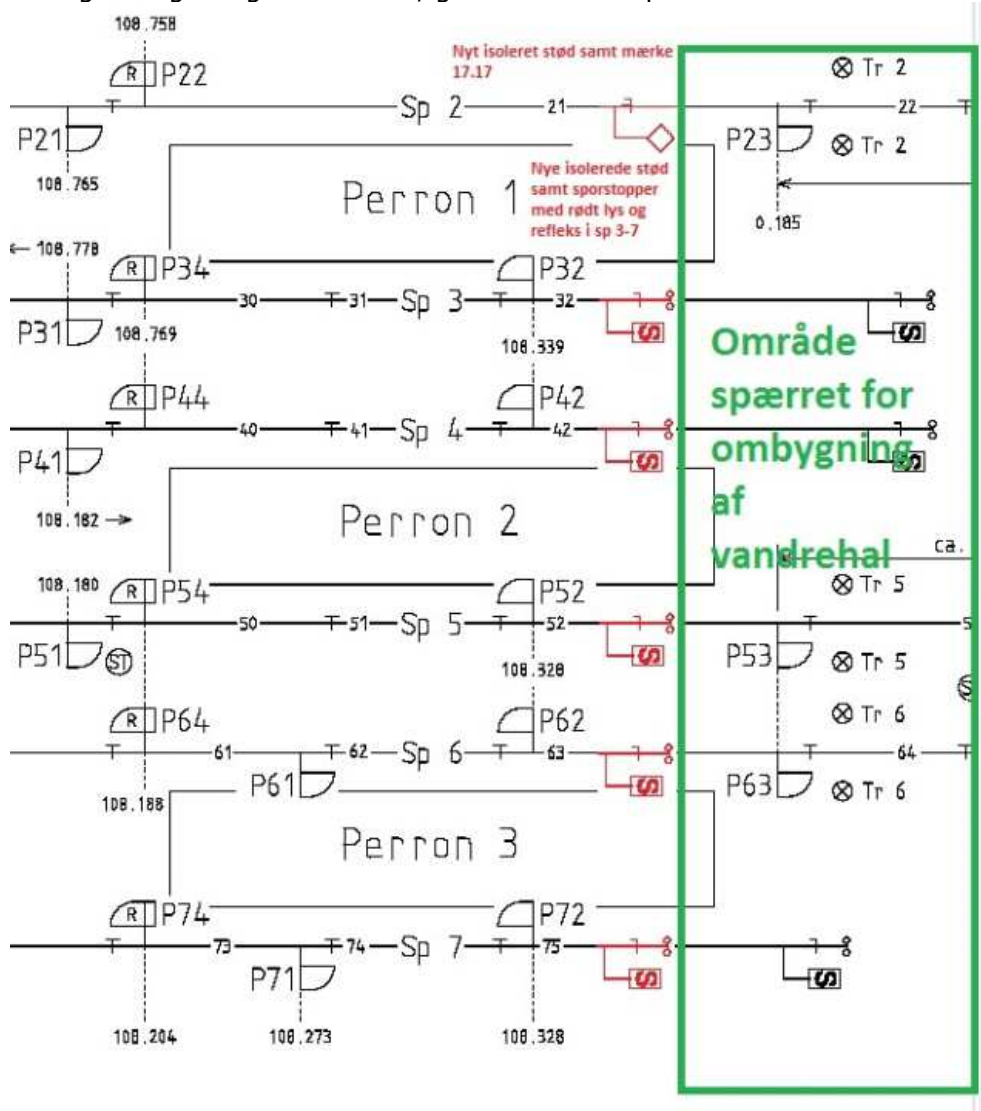 108.758
Nyt isoleret stød samt mærke
17.17
R P22
Tr 2
Sp 2
21
22
P21
P23
Tr 2
108.765
Perron 1
Nye isolerede stød
samt sporstopper
med rødt lys og
refleks i sp 3-7
0.185
108.778
R P34
P32
30
31
Sp 3
32
P31
108.769
S
S
108.339
Område
spærret for
ombygning
af
vandrehal
R P44
P42
40
41
Sp 4
42
P41
S
S
108.182
Perron 2
ca.
108.180
R P54
P52
Tr 5
50
51
Sp 5
52
5
P51
ST
S
P53
Tr 5
108.328
S
R P64
P62
Tr 6
61
62
Sp 6
63
64
P61
S
P63
Tr 6
108.188
Perron 3
R P74
P72
73
74
Sp 7
75
P71
S
S
108.204
108.273
108.328